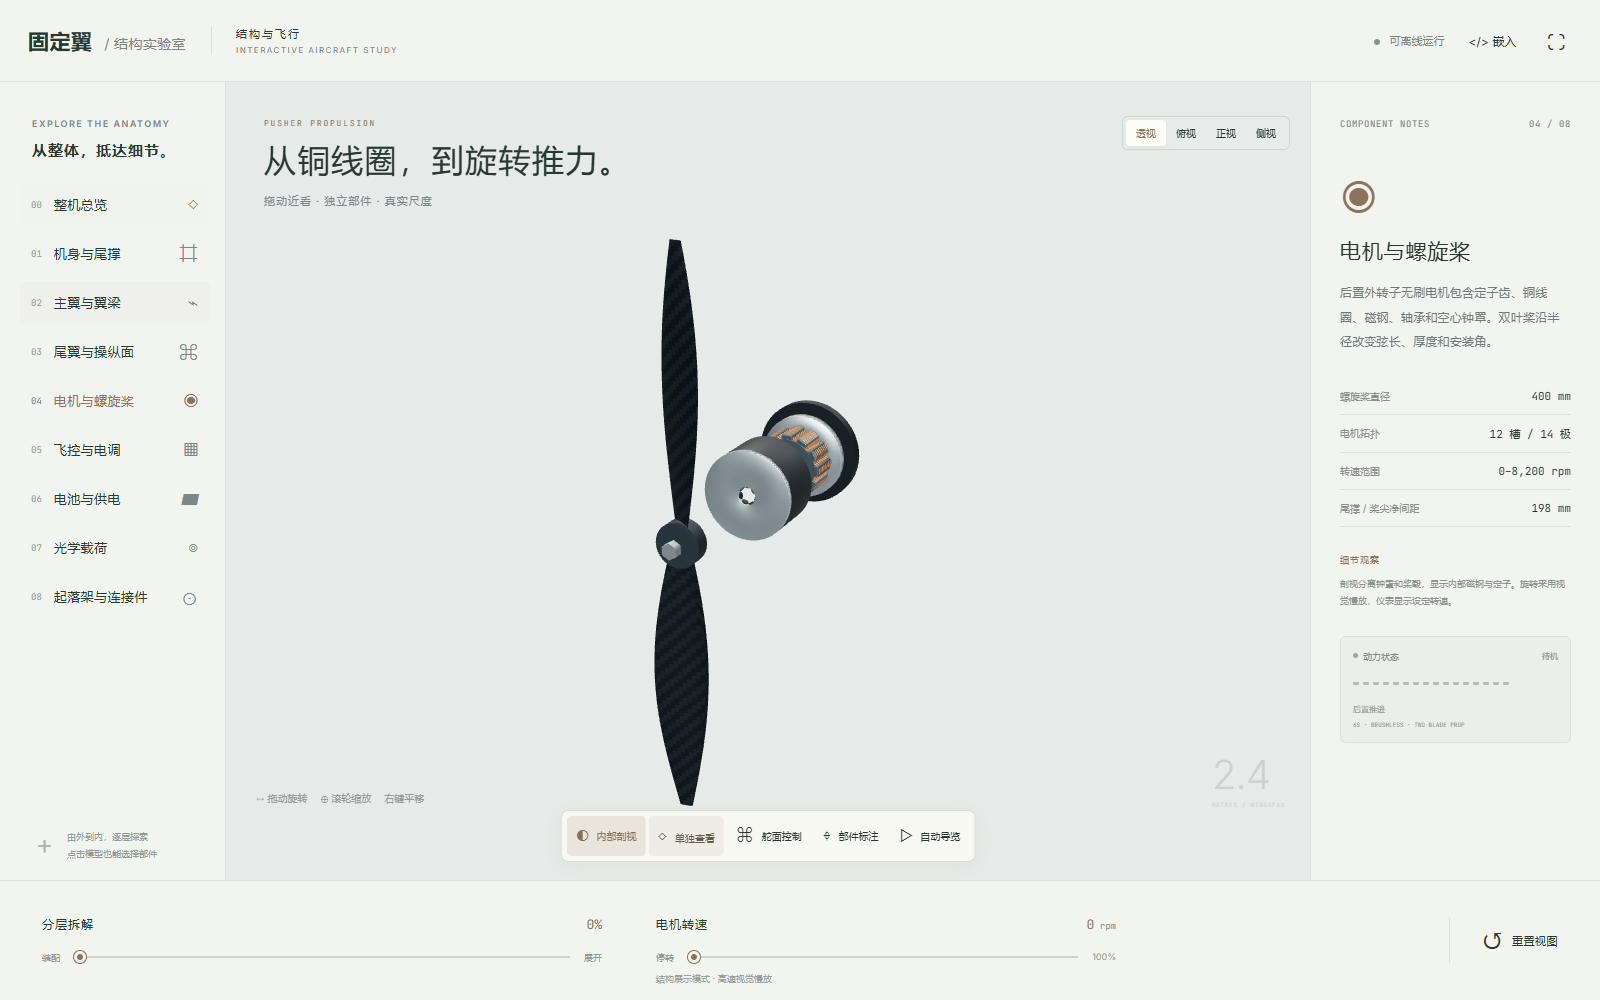 固定翼 / 结构实验室
结构与飞行
INTERACTIVE AIRCRAFT STUDY
可离线运行
</> 嵌入
EXPLORE THE ANATOMY
从整体，抵达细节。
00 整机总览
01 机身与尾撑
02 主翼与翼梁
03 尾翼与操纵面
04 电机与螺旋桨
05 飞控与电调
06 电池与供电
07 光学载荷
08 起落架与连接件
由外到内，逐层探索
点击模型也能选择部件
PUSHER PROPULSION
从铜线圈，到旋转推力。
拖动近看 · 独立部件 · 真实尺度
透视 俯视 正视 侧视
拖动旋转 滚轮缩放 右键平移
2.4
METRES / WINGSPAN
内部剖视 单独查看 舵面控制 部件标注 自动导览
COMPONENT NOTES 04 / 08
电机与螺旋桨
后置外转子无刷电机包含定子齿、铜线
圈、磁钢、轴承和空心钟罩。双叶桨沿半
径改变弦长、厚度和安装角。
螺旋桨直径 400 mm
电机拓扑 12 槽 / 14 极
转速范围 0–8,200 rpm
尾撑 / 桨尖净间距 198 mm
细节观察
剖视分离钟罩和桨毂，显示内部磁钢与定子。旋转采用视
觉慢放，仪表显示设定转速。
动力状态 待机
后置推进
6S · BRUSHLESS · TWO-BLADE PROP
分层拆解 0%
装配 展开
电机转速 0 rpm
停转 100%
结构展示模式 · 高速视觉慢放
重置视图